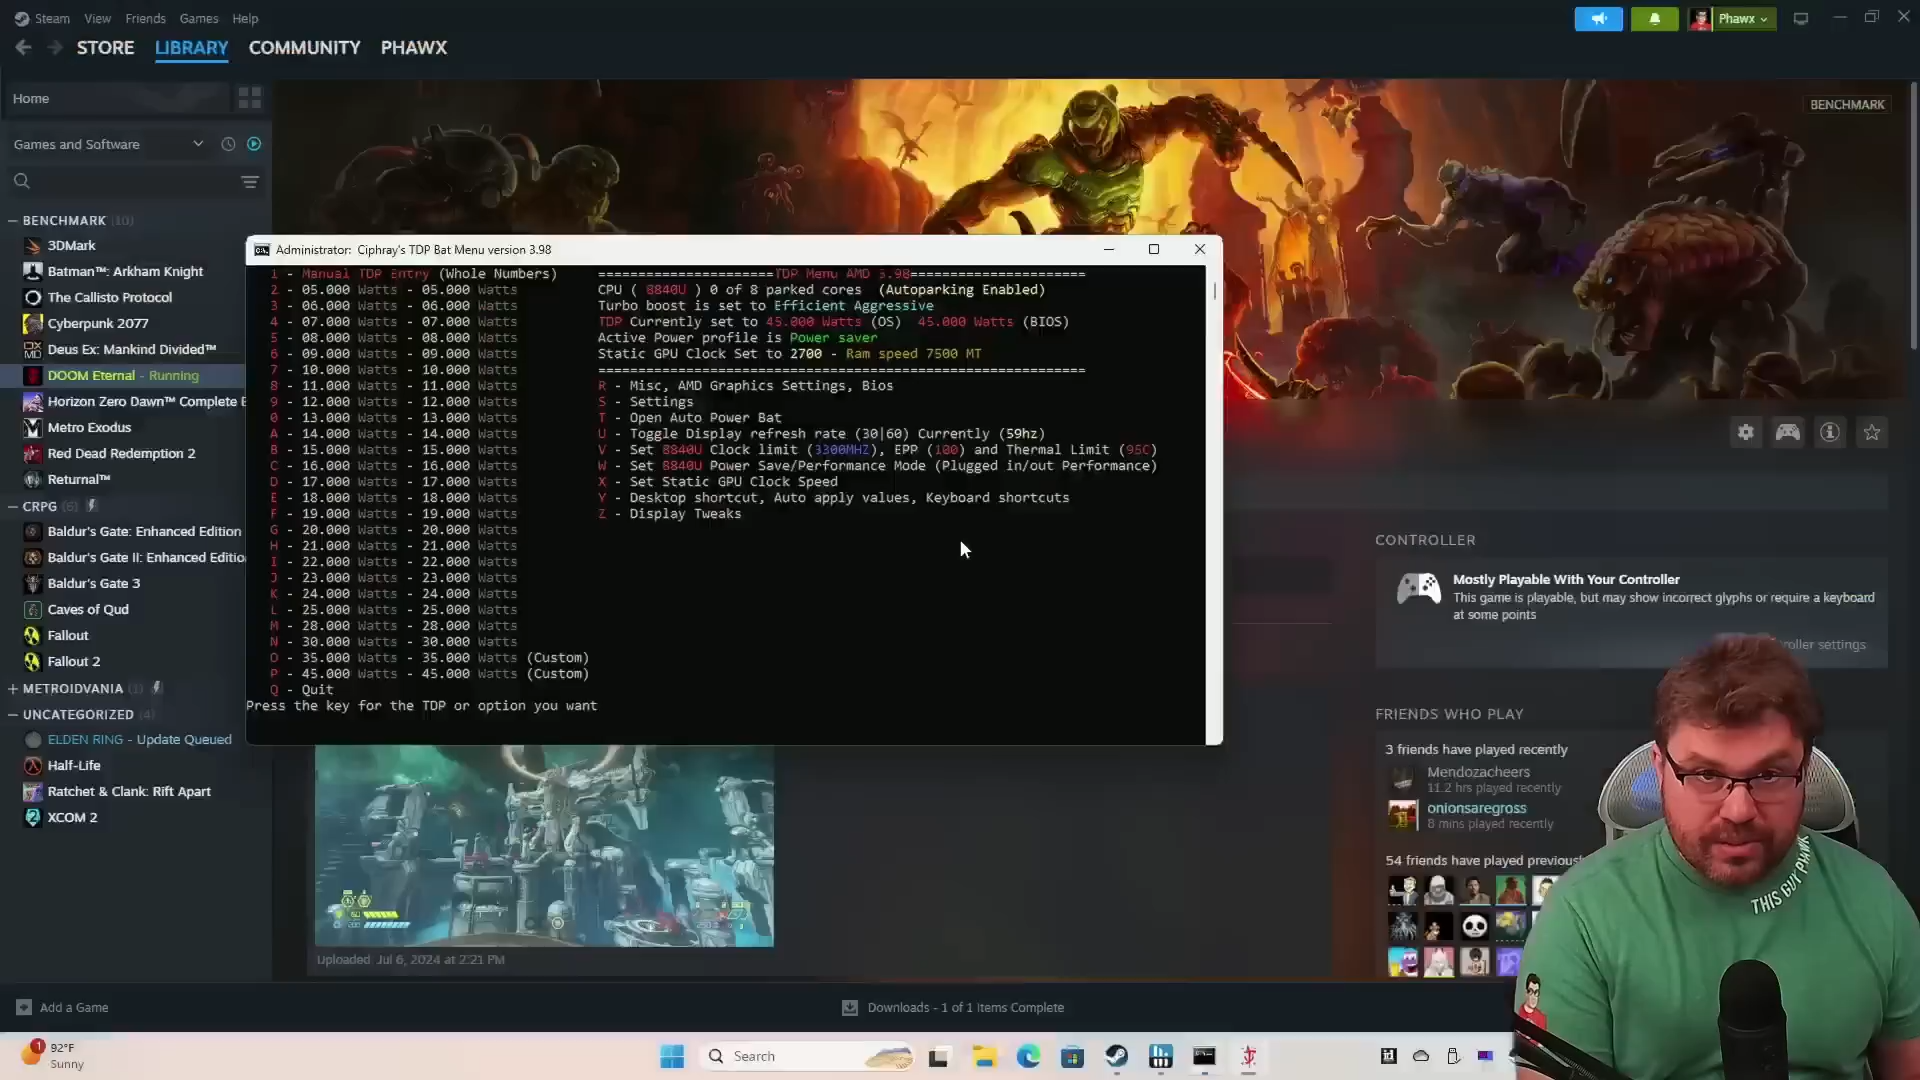 Steam View Friends Games Help
Phawx
STORE LIBRARY COMMUNITY PHAWX
Home
BENCHMARK
Games and Software
BENCHMARK (10)
3DMark
Batman™: Arkham Knight
The Callisto Protocol
Cyberpunk 2077
Deus Ex: Mankind Divided™
DOOM Eternal - Running
Horizon Zero Dawn™ Complete E
Metro Exodus
Red Dead Redemption 2
Returnal™
CRPG (6)
Baldur's Gate: Enhanced Edition
Baldur's Gate II: Enhanced Editio
Baldur's Gate 3
Caves of Qud
Fallout
Fallout 2
METROIDVANIA (1)
UNCATEGORIZED (4)
ELDEN RING - Update Queued
Half-Life
Ratchet & Clank: Rift Apart
XCOM 2
Administrator: Ciphray's TDP Bat Menu version 3.98
1 - Manual TDP Entry (Whole Numbers)
2 - 05.000 Watts - 05.000 Watts
3 - 06.000 Watts - 06.000 Watts
4 - 07.000 Watts - 07.000 Watts
5 - 08.000 Watts - 08.000 Watts
6 - 09.000 Watts - 09.000 Watts
7 - 10.000 Watts - 10.000 Watts
8 - 11.000 Watts - 11.000 Watts
9 - 12.000 Watts - 12.000 Watts
0 - 13.000 Watts - 13.000 Watts
A - 14.000 Watts - 14.000 Watts
B - 15.000 Watts - 15.000 Watts
C - 16.000 Watts - 16.000 Watts
D - 17.000 Watts - 17.000 Watts
E - 18.000 Watts - 18.000 Watts
F - 19.000 Watts - 19.000 Watts
G - 20.000 Watts - 20.000 Watts
H - 21.000 Watts - 21.000 Watts
I - 22.000 Watts - 22.000 Watts
J - 23.000 Watts - 23.000 Watts
K - 24.000 Watts - 24.000 Watts
L - 25.000 Watts - 25.000 Watts
M - 28.000 Watts - 28.000 Watts
N - 30.000 Watts - 30.000 Watts
O - 35.000 Watts - 35.000 Watts (Custom)
P - 45.000 Watts - 45.000 Watts (Custom)
Q - Quit
Press the key for the TDP or option you want
======================TDP Menu AMD 3.98======================
CPU ( 8840U ) 0 of 8 parked cores (Autoparking Enabled)
Turbo boost is set to Efficient Aggressive
TDP Currently set to 45.000 Watts (OS) 45.000 Watts (BIOS)
Active Power profile is Power saver
Static GPU Clock Set to 2700 - Ram speed 7500 MT
=============================================================
R - Misc, AMD Graphics Settings, Bios
S - Settings
T - Open Auto Power Bat
U - Toggle Display refresh rate (30|60) Currently (59hz)
V - Set 8840U Clock limit (3300MHZ), EPP (100) and Thermal Limit (95C)
W - Set 8840U Power Save/Performance Mode (Plugged in/out Performance)
X - Set Static GPU Clock Speed
Y - Desktop shortcut, Auto apply values, Keyboard shortcuts
Z - Display Tweaks
CONTROLLER
Mostly Playable With Your Controller
This game is playable, but may show incorrect glyphs or require a keyboard
at some points
roller settings
FRIENDS WHO PLAY
3 friends have played recently
Mendozacheers
11.2 hrs played recently
onionsaregross
8 mins played recently
54 friends have played previous
THIS GUY PHAWX
Uploaded: Jul 6, 2024 at 2:21 PM
Add a Game
Downloads - 1 of 1 Items Complete
1
92°F
Sunny
Search